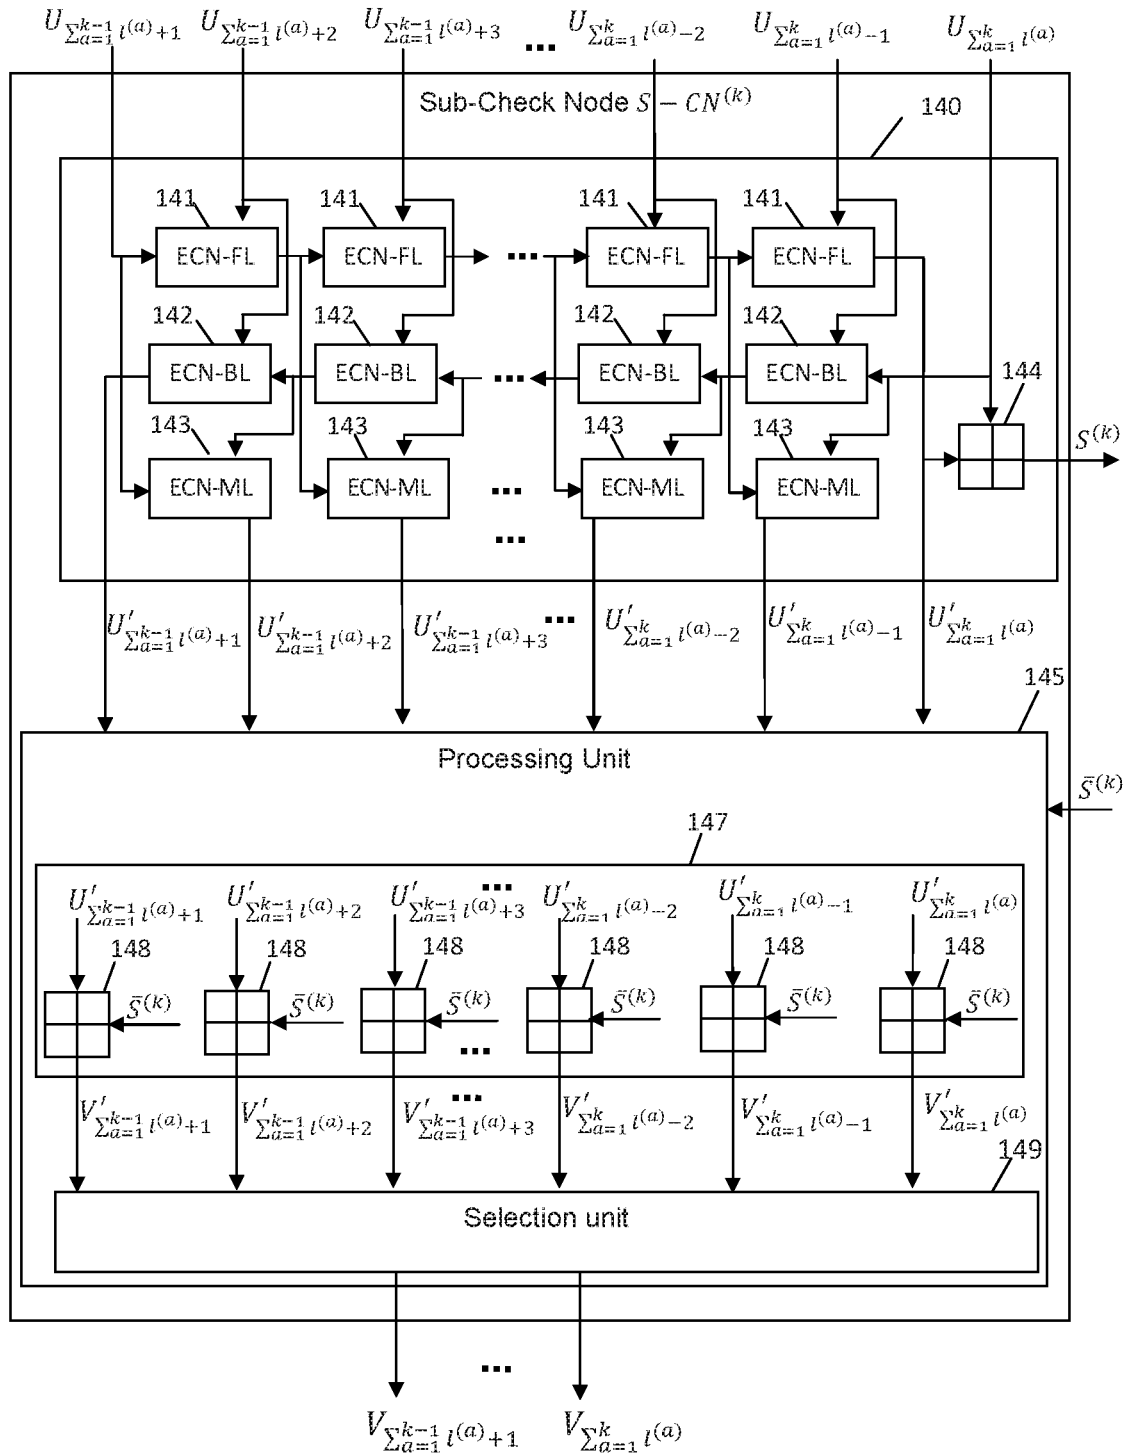 U_{\sum_{a=1}^{k-1} l^{(a)}+1} U_{\sum_{a=1}^{k-1} l^{(a)}+2} U_{\sum_{a=1}^{k-1} l^{(a)}+3} ... U_{\sum_{a=1}^{k} l^{(a)}-2} U_{\sum_{a=1}^{k} l^{(a)}-1} U_{\sum_{a=1}^{k} l^{(a)}}
Sub-Check Node S − CN^{(k)}
140
141 141 141 141
ECN-FL ECN-FL ... ECN-FL ECN-FL
142 142 142 142
ECN-BL ECN-BL ... ECN-BL ECN-BL
144
143 143 143 143
S^{(k)}
ECN-ML ECN-ML ... ECN-ML ECN-ML
...
U'_{\sum_{a=1}^{k-1} l^{(a)}+1} U'_{\sum_{a=1}^{k-1} l^{(a)}+2} U'_{\sum_{a=1}^{k-1} l^{(a)}+3} ... U'_{\sum_{a=1}^{k} l^{(a)}-2} U'_{\sum_{a=1}^{k} l^{(a)}-1} U'_{\sum_{a=1}^{k} l^{(a)}}
145
Processing Unit
S̄^{(k)}
147
U'_{\sum_{a=1}^{k-1} l^{(a)}+1} U'_{\sum_{a=1}^{k-1} l^{(a)}+2} U'_{\sum_{a=1}^{k-1} l^{(a)}+3} ... U'_{\sum_{a=1}^{k} l^{(a)}-2} U'_{\sum_{a=1}^{k} l^{(a)}-1} U'_{\sum_{a=1}^{k} l^{(a)}}
148 148 148 148 148 148
S̄^{(k)} S̄^{(k)} S̄^{(k)} S̄^{(k)} S̄^{(k)} S̄^{(k)}
...
V'_{\sum_{a=1}^{k-1} l^{(a)}+1} V'_{\sum_{a=1}^{k-1} l^{(a)}+2} V'_{\sum_{a=1}^{k-1} l^{(a)}+3} ... V'_{\sum_{a=1}^{k} l^{(a)}-2} V'_{\sum_{a=1}^{k} l^{(a)}-1} V'_{\sum_{a=1}^{k} l^{(a)}}
149
Selection unit
...
V_{\sum_{a=1}^{k-1} l^{(a)}+1} V_{\sum_{a=1}^{k} l^{(a)}}